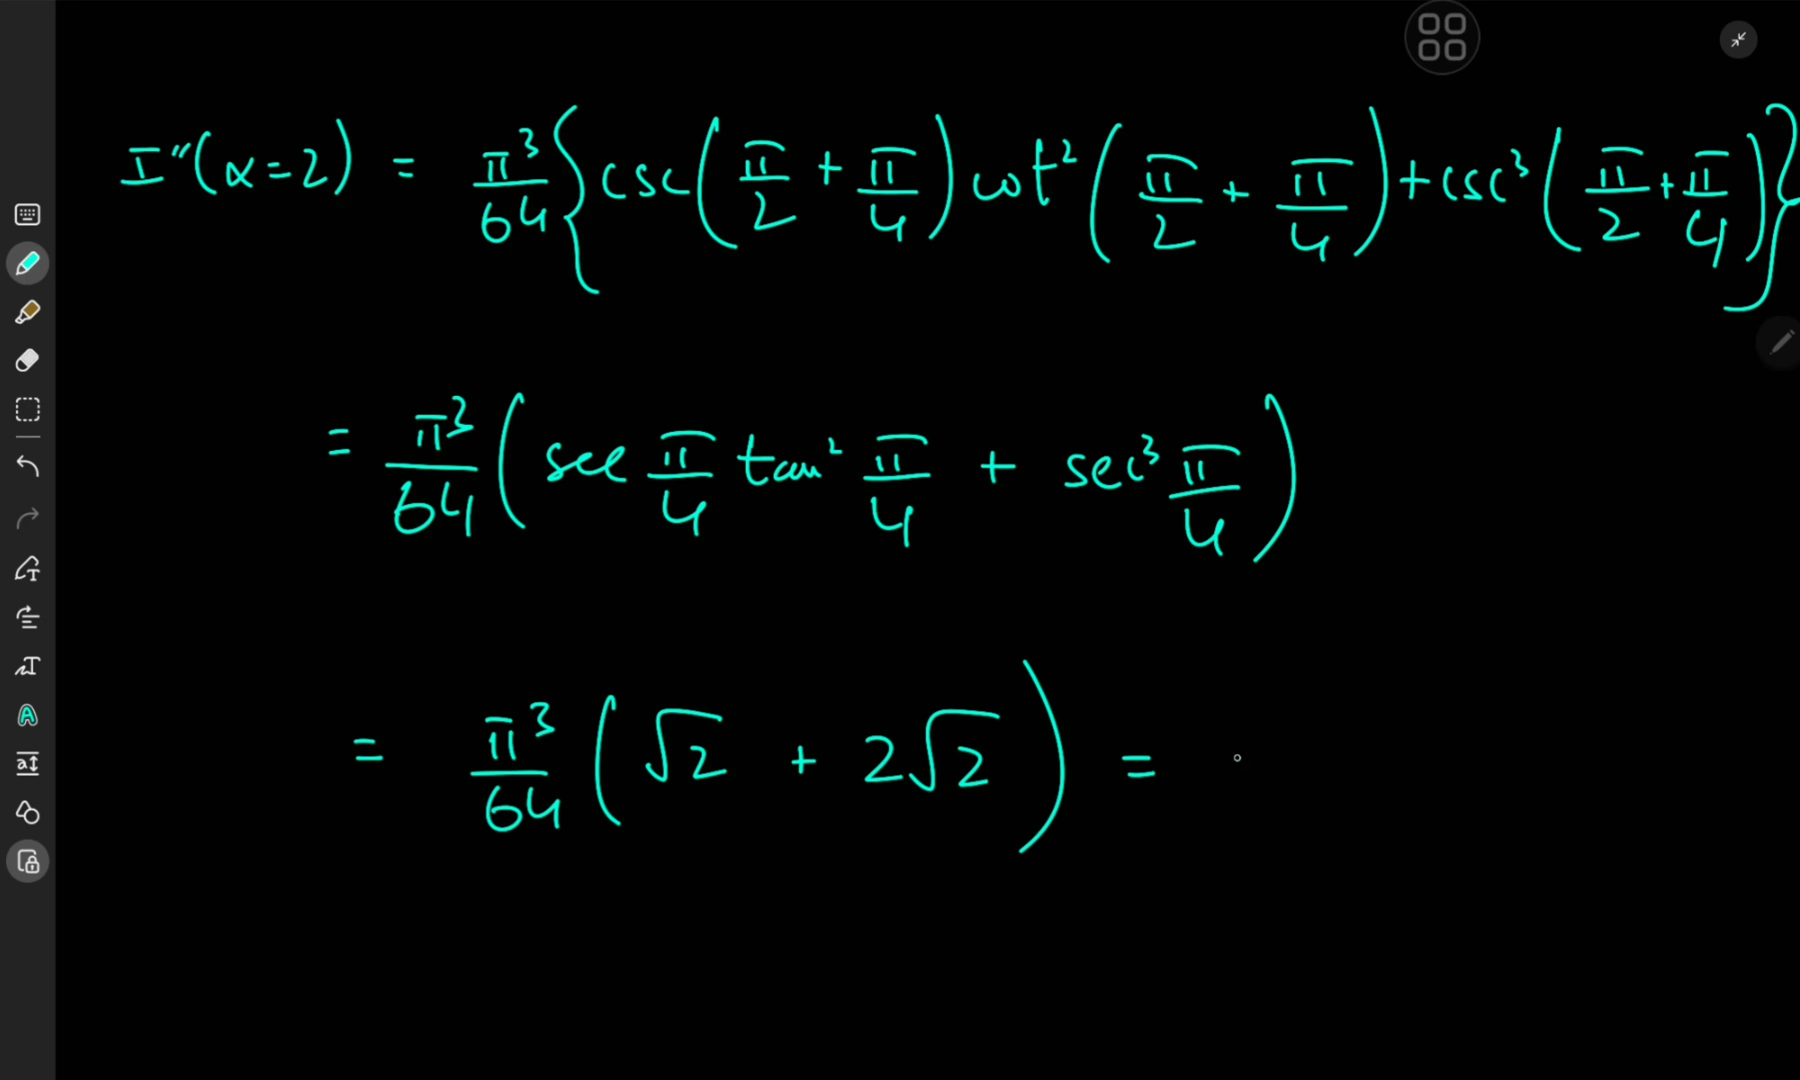 I''(α=2) = π³/64 { csc(π/2 + π/4) cot²(π/2 + π/4) + csc³(π/2 + π/4) }
= π³/64 ( sec π/4 tan² π/4 + sec³ π/4 )
= π³/64 ( √2 + 2√2 ) =